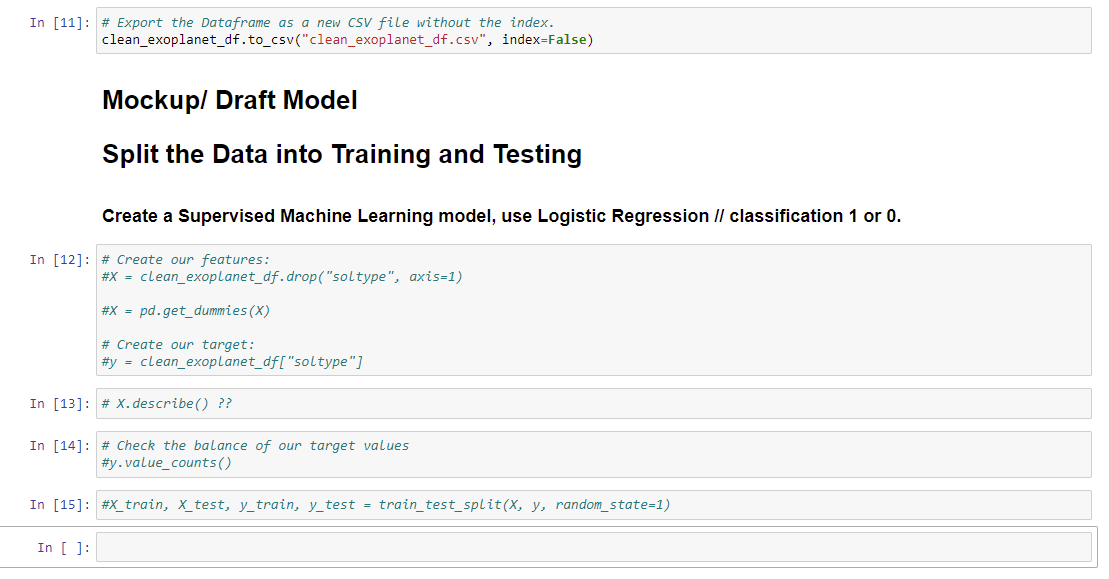 In [11]: # Export the Dataframe as a new CSV file without the index.
clean_exoplanet_df.to_csv("clean_exoplanet_df.csv", index=False)
Mockup/ Draft Model
Split the Data into Training and Testing
Create a Supervised Machine Learning model, use Logistic Regression // classification 1 or 0.
In [12]: # Create our features:
#X = clean_exoplanet_df.drop("soltype", axis=1)
#X = pd.get_dummies(X)
# Create our target:
#y = clean_exoplanet_df["soltype"]
In [13]: # X.describe() ??
In [14]: # Check the balance of our target values
#y.value_counts()
In [15]: #X_train, X_test, y_train, y_test = train_test_split(X, y, random_state=1)
In [ ]: